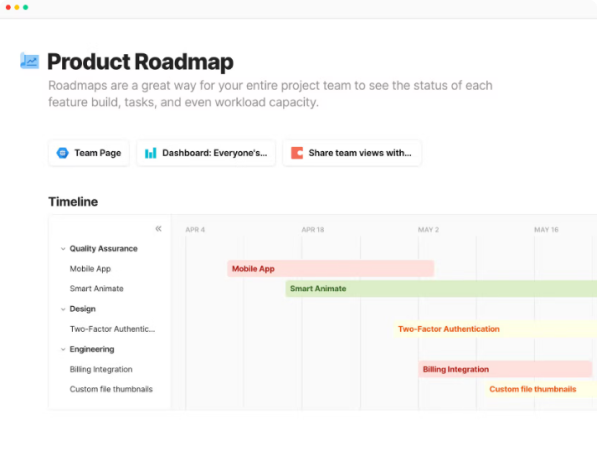 Product Roadmap
Roadmaps are a great way for your entire project team to see the status of each
feature build, tasks, and even workload capacity.
Team Page
Dashboard: Everyone's...
Share team views with...
Timeline
«
APR 4
APR 18
MAY 2
MAY 16
Quality Assurance
Mobile App
Mobile App
Smart Animate
Smart Animate
Design
Two-Factor Authentic...
Two-Factor Authentication
Engineering
Billing Integration
Billing Integration
Custom file thumbnails
Custom file thumbnails